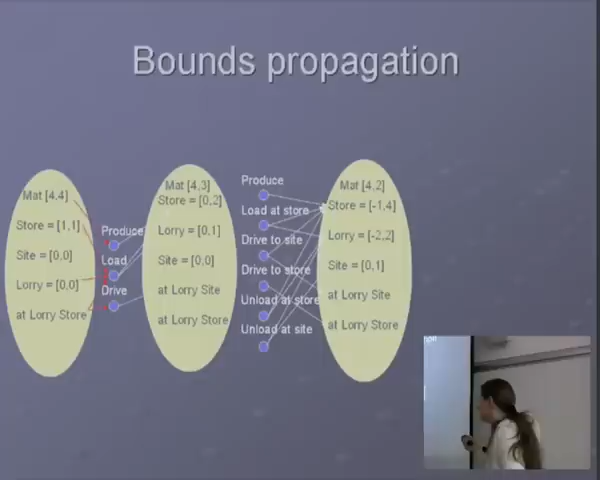 Bounds propagation
Mat [4,4]
Store = [1,1]
Site = [0,0]
Lorry = [0,0]
at Lorry Store
Produce
Load
Drive
Mat [4,3]
Store = [0,2]
Lorry = [0,1]
Site = [0,0]
at Lorry Site
at Lorry Store
Produce
Load at store
Drive to site
Drive to store
Unload at store
Unload at site
Mat [4,2]
Store = [-1,4]
Lorry = [-2,2]
Site = [0,1]
at Lorry Site
at Lorry Store